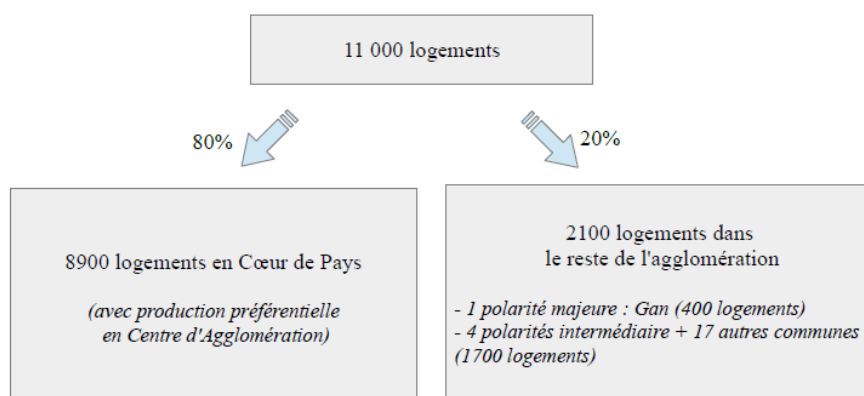 11 000 logements
80%
20%
8900 logements en Cœur de Pays
(avec production préférentielle
en Centre d'Agglomération)
2100 logements dans
le reste de l'agglomération
- 1 polarité majeure : Gan (400 logements)
- 4 polarités intermédiaire + 17 autres communes
(1700 logements)